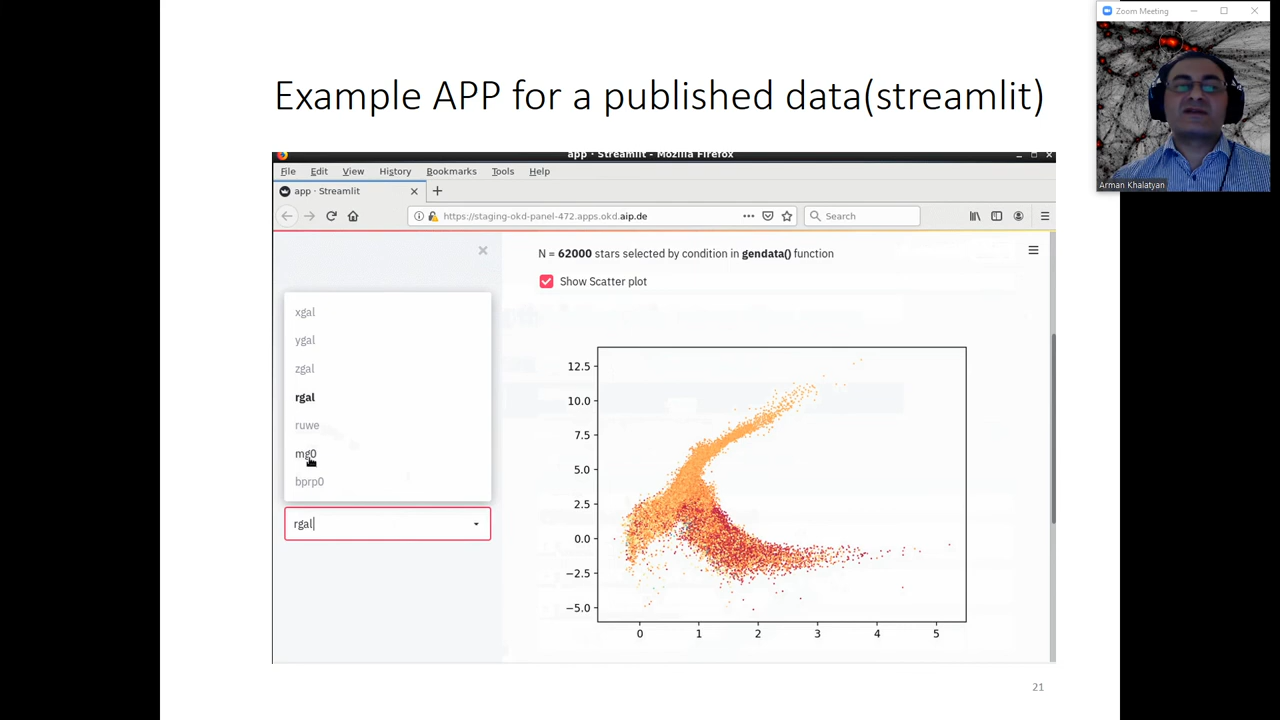 Zoom Meeting
Arman Khalatyan
Example APP for a published data(streamlit)
app · Streamlit - Mozilla Firefox
File Edit View History Bookmarks Tools Help
app · Streamlit
https://staging-okd-panel-472.apps.okd.aip.de
Search
N = 62000 stars selected by condition in gendata() function
Show Scatter plot
xgal
ygal
zgal
rgal
ruwe
mg0
bprp0
rgal
12.5
10.0
7.5
5.0
2.5
0.0
−2.5
−5.0
0 1 2 3 4 5
21